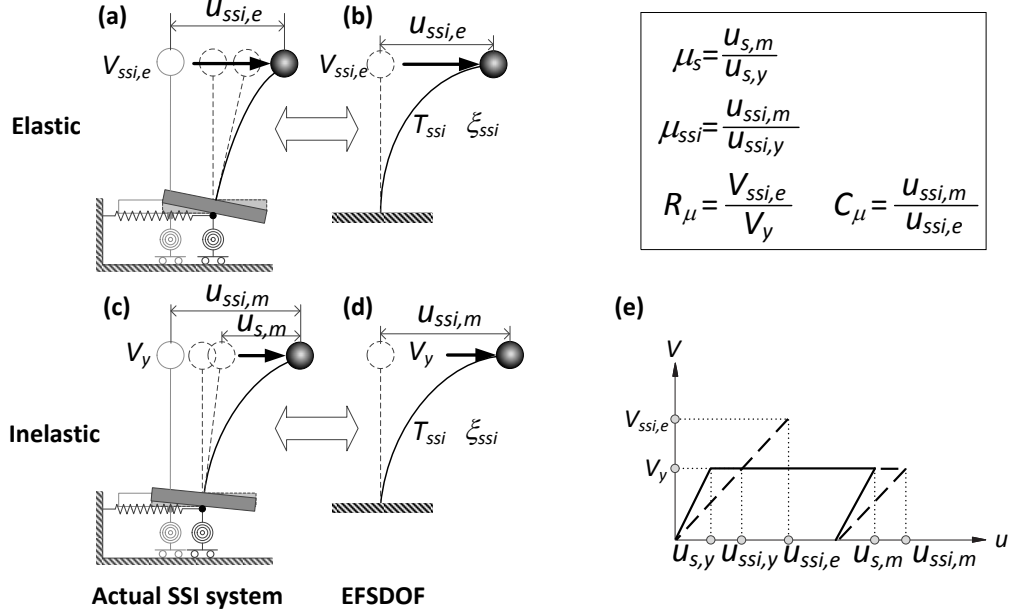 (a)
u_ssi,e
V_ssi,e
(b)
u_ssi,e
V_ssi,e
T_ssi ξ_ssi
Elastic
μ_s = u_s,m / u_s,y
μ_ssi = u_ssi,m / u_ssi,y
R_μ = V_ssi,e / V_y C_μ = u_ssi,m / u_ssi,e
(c)
u_ssi,m
u_s,m
V_y
(d)
u_ssi,m
V_y
T_ssi ξ_ssi
Inelastic
(e)
V
V_ssi,e
V_y
u_s,y u_ssi,y u_ssi,e u_s,m u_ssi,m u
Actual SSI system EFSDOF